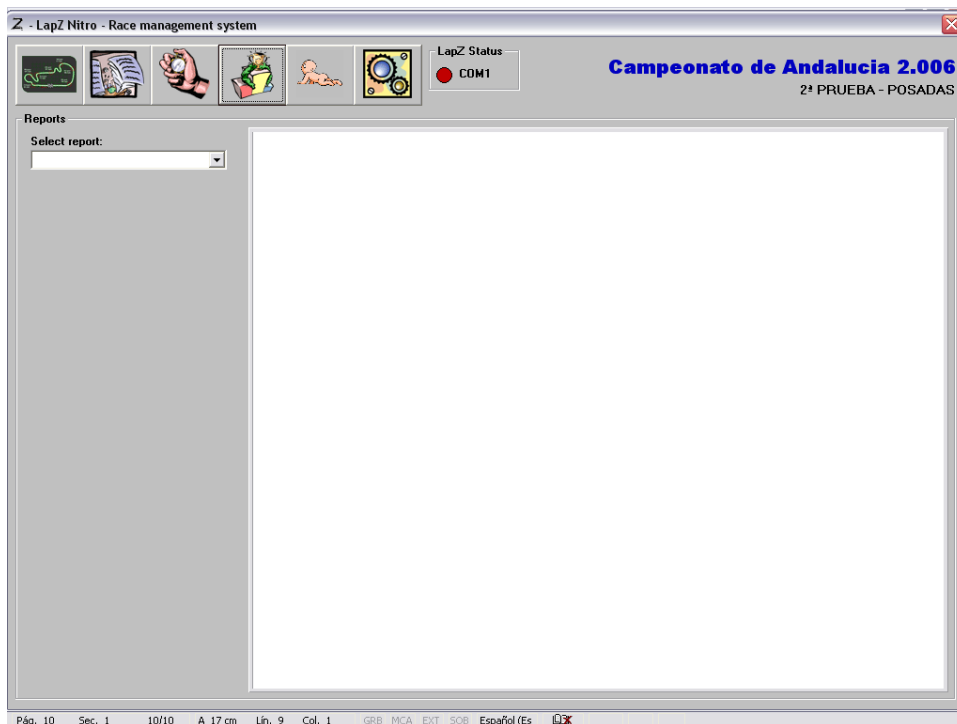 Z - LapZ Nitro - Race management system
LapZ Status
COM1
Campeonato de Andalucia 2.006
2ª PRUEBA - POSADAS
Reports
Select report:
Pág. 10 Sec. 1 10/10 A 17 cm Lín. 9 Col. 1 GRB MCA EXT SOB Español (Es